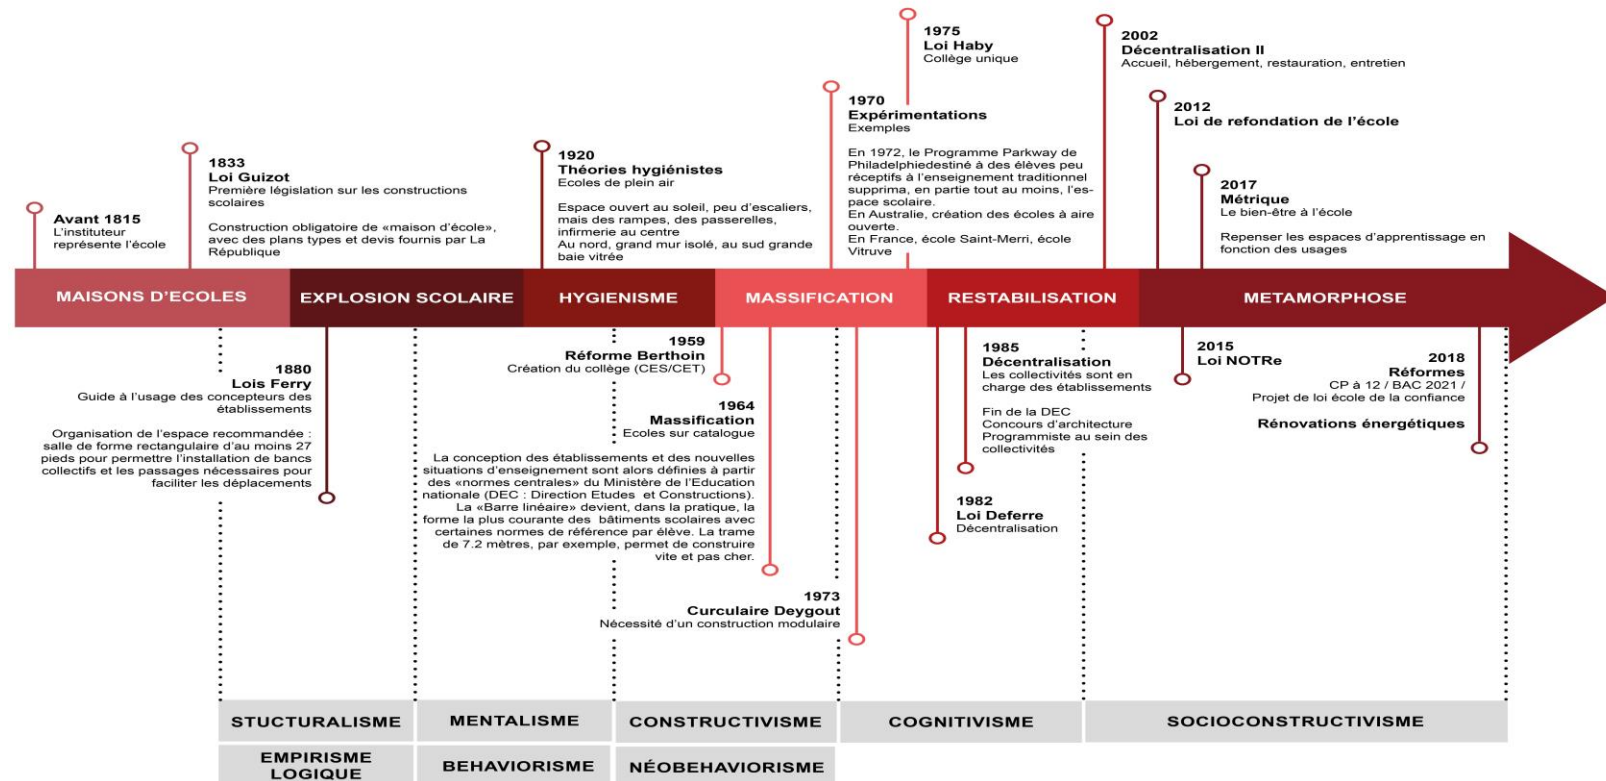 1975
Loi Haby
Collège unique
2002
Décentralisation II
Accueil, hébergement, restauration, entretien
1970
Expérimentations
Exemples
En 1972, le Programme Parkway de
Philadelphiedestiné à des élèves peu
réceptifs à l'enseignement traditionnel
supprima, en partie tout au moins, l'es-
pace scolaire.
En Australie, création des écoles à aire
ouverte.
En France, école Saint-Merri, école
Vitruve
2012
Loi de refondation de l'école
1833
Loi Guizot
Première législation sur les constructions
scolaires
Construction obligatoire de «maison d'école»,
avec des plans types et devis fournis par La
République
1920
Théories hygiénistes
Ecoles de plein air
Espace ouvert au soleil, peu d'escaliers,
mais des rampes, des passerelles,
infirmerie au centre
Au nord, grand mur isolé, au sud grande
baie vitrée
2017
Métrique
Le bien-être à l'école
Repenser les espaces d'apprentissage en
fonction des usages
Avant 1815
L'instituteur
représente l'école
MAISONS D'ECOLES
EXPLOSION SCOLAIRE
HYGIENISME
MASSIFICATION
RESTABILISATION
METAMORPHOSE
1880
Lois Ferry
Guide à l'usage des concepteurs des
établissements
Organisation de l'espace recommandée :
salle de forme rectangulaire d'au moins 27
pieds pour permettre l'installation de bancs
collectifs et les passages nécessaires pour
faciliter les déplacements
1959
Réforme Berthoin
Création du collège (CES/CET)
1964
Massification
Ecoles sur catalogue
La conception des établissements et des nouvelles
situations d'enseignement sont alors définies à partir
des «normes centrales» du Ministère de l'Education
nationale (DEC : Direction Etudes et Constructions).
La «Barre linéaire» devient, dans la pratique, la
forme la plus courante des bâtiments scolaires avec
certaines normes de référence par élève. La trame
de 7.2 mètres, par exemple, permet de construire
vite et pas cher.
1973
Curculaire Deygout
Nécessité d'un construction modulaire
1985
Décentralisation
Les collectivités sont en
charge des établissements
Fin de la DEC
Concours d'architecture
Programmiste au sein des
collectivités
1982
Loi Deferre
Décentralisation
2015
Loi NOTRe
2018
Réformes
CP à 12 / BAC 2021 /
Projet de loi école de la confiance
Rénovations énergétiques
STUCTURALISME
MENTALISME
CONSTRUCTIVISME
COGNITIVISME
SOCIOCONSTRUCTIVISME
EMPIRISME
LOGIQUE
BEHAVIORISME
NÉOBEHAVIORISME